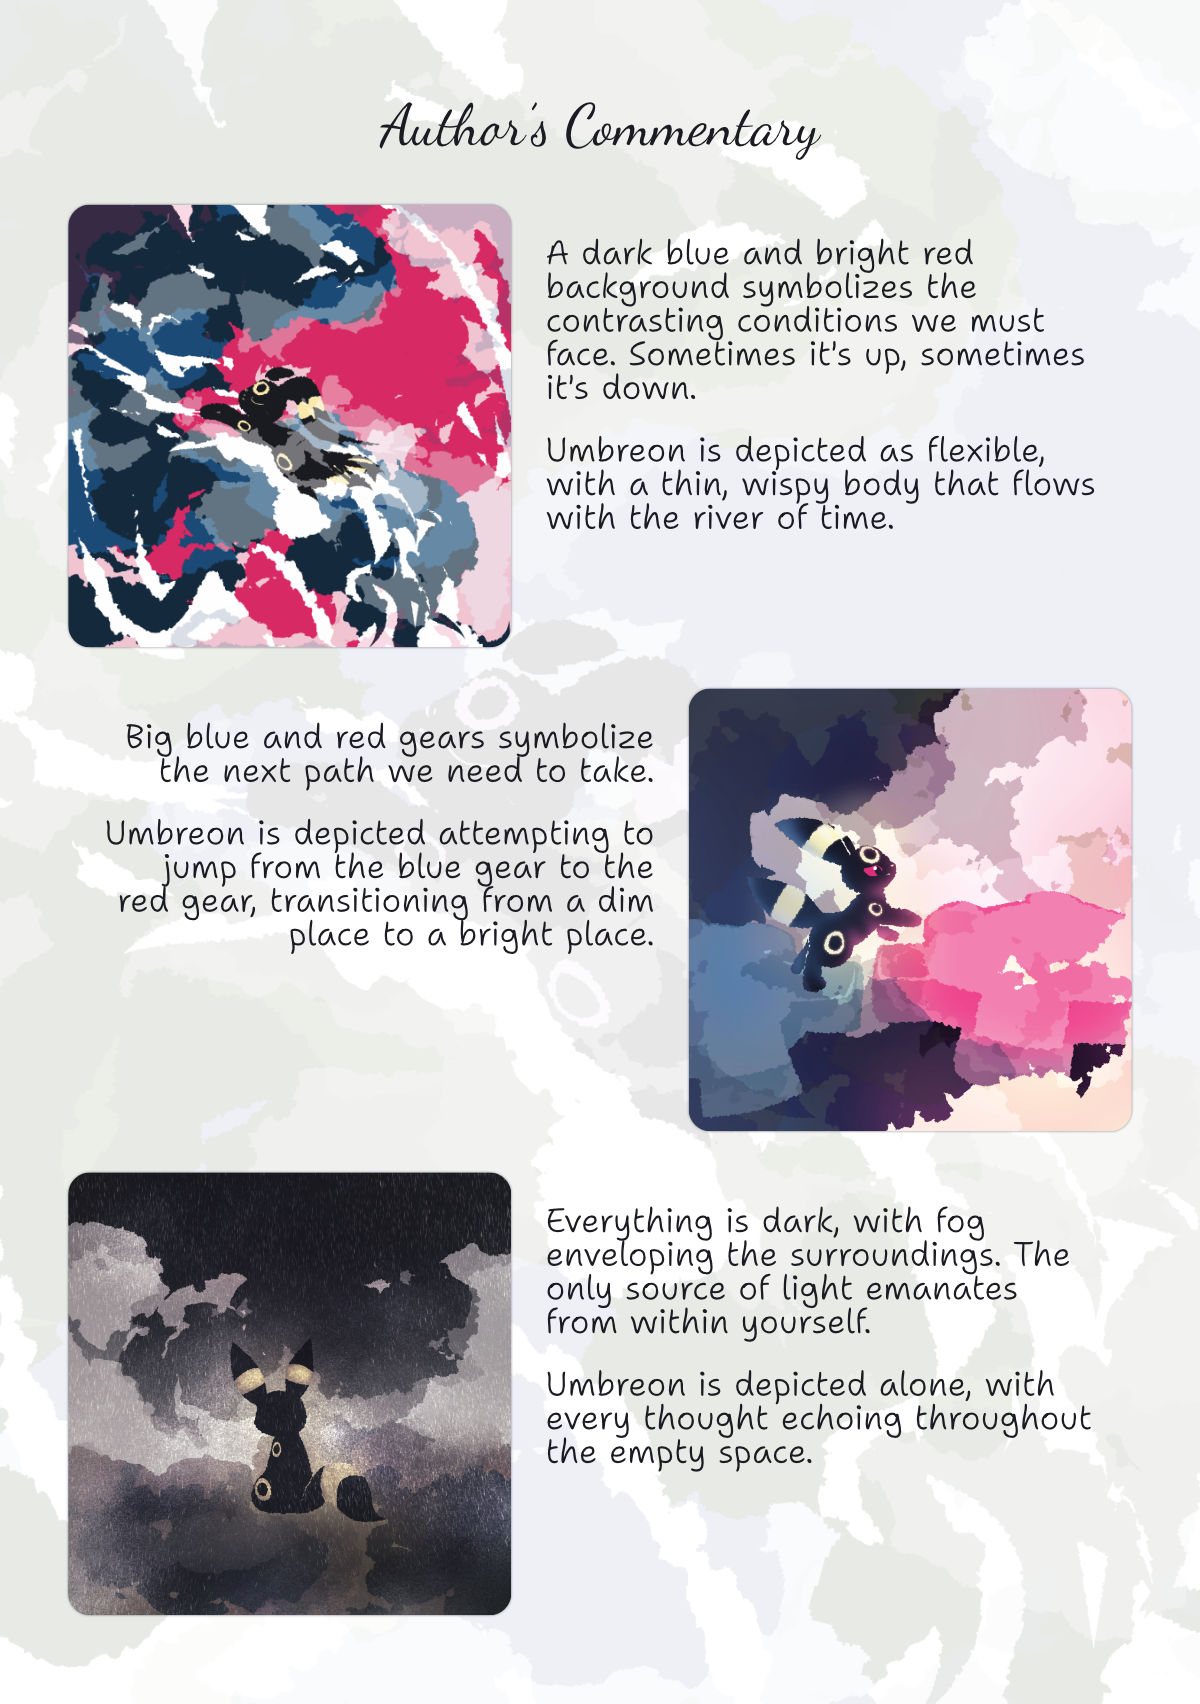 Author's Commentary
A dark blue and bright red
background symbolizes the
contrasting conditions we must
face. Sometimes it's up, sometimes
it's down.
Umbreon is depicted as flexible,
with a thin, wispy body that flows
with the river of time.
Big blue and red gears symbolize
the next path we need to take.
Umbreon is depicted attempting to
jump from the blue gear to the
red gear, transitioning from a dim
place to a bright place.
Everything is dark, with fog
enveloping the surroundings. The
only source of light emanates
from within yourself.
Umbreon is depicted alone, with
every thought echoing throughout
the empty space.